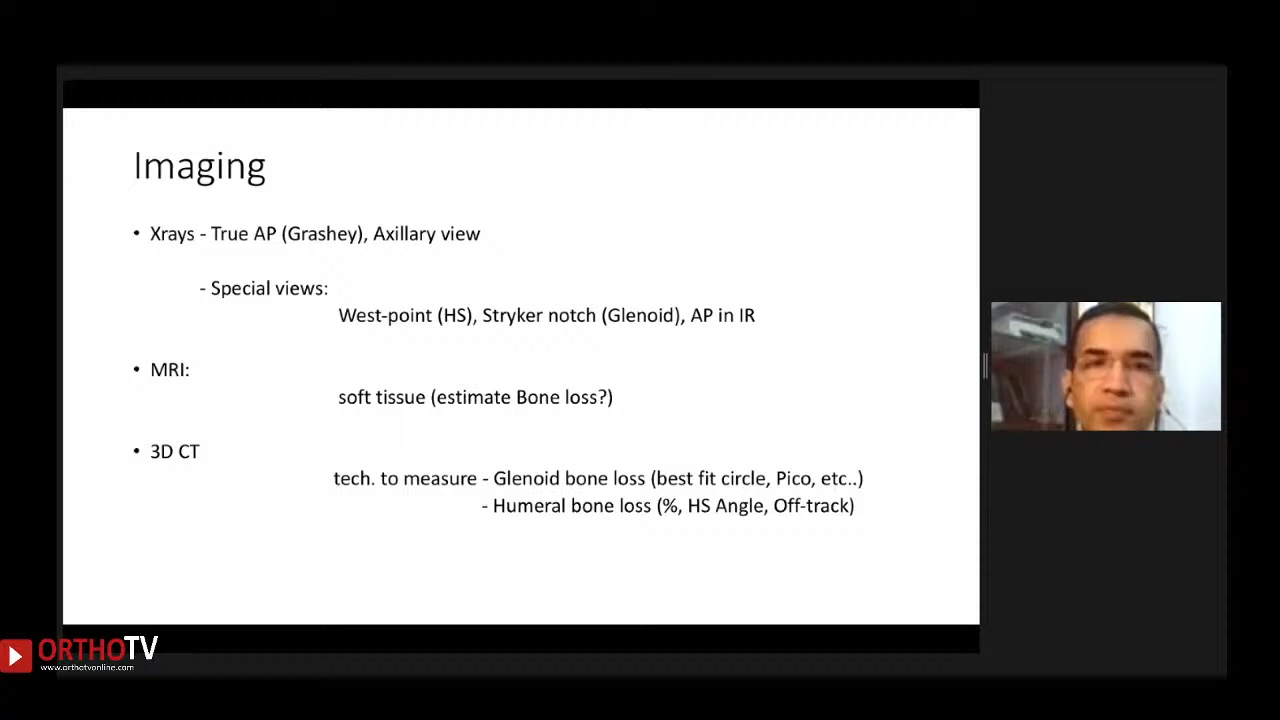 Imaging
• Xrays - True AP (Grashey), Axillary view
- Special views:
West-point (HS), Stryker notch (Glenoid), AP in IR
• MRI:
soft tissue (estimate Bone loss?)
• 3D CT
tech. to measure - Glenoid bone loss (best fit circle, Pico, etc..)
- Humeral bone loss (%, HS Angle, Off-track)
ORTHOTV
www.orthotvonline.com